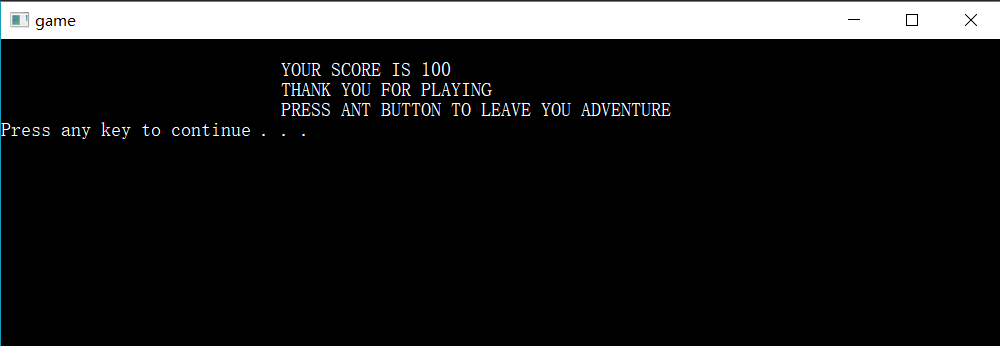 game
YOUR SCORE IS 100
THANK YOU FOR PLAYING
PRESS ANT BUTTON TO LEAVE YOU ADVENTURE
Press any key to continue . . .